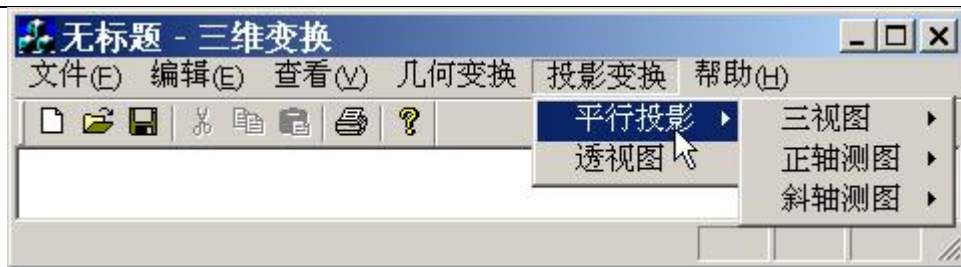 无标题 - 三维变换
文件(F) 编辑(E) 查看(V) 几何变换 投影变换 帮助(H)
平行投影 三视图
透视图 正轴测图
斜轴测图